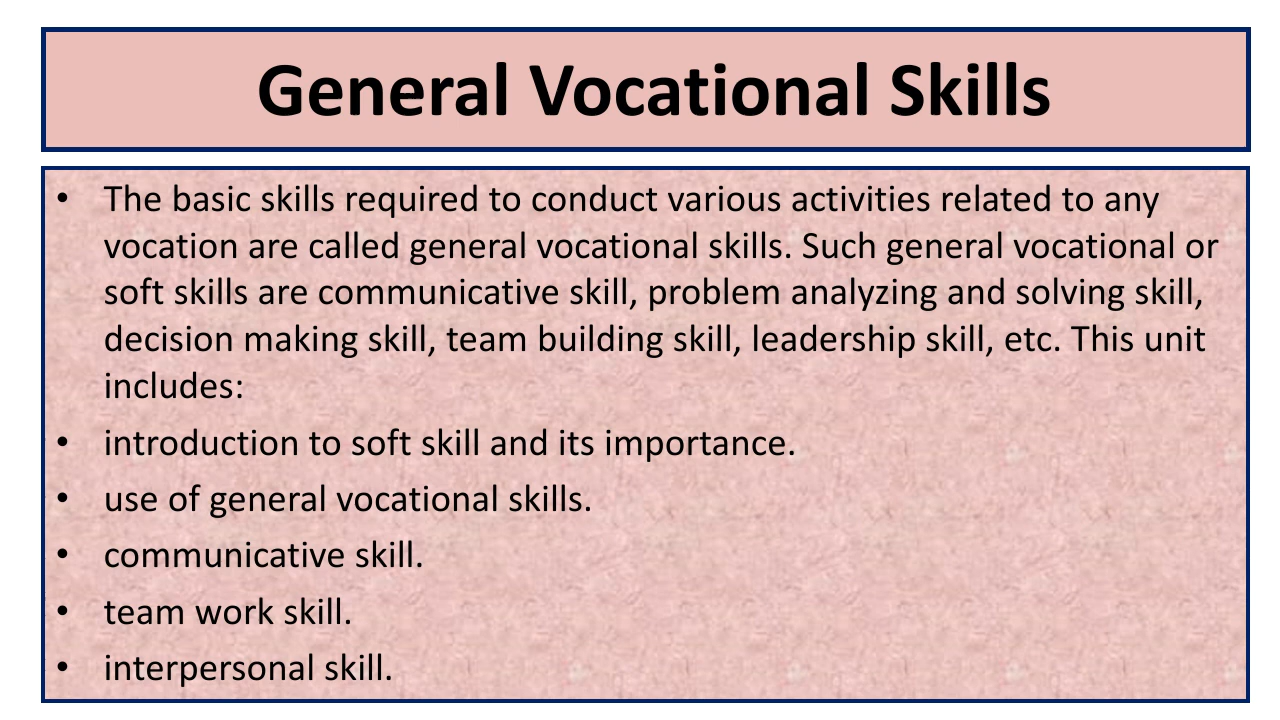 General Vocational Skills
• The basic skills required to conduct various activities related to any
vocation are called general vocational skills. Such general vocational or
soft skills are communicative skill, problem analyzing and solving skill,
decision making skill, team building skill, leadership skill, etc. This unit
includes:
• introduction to soft skill and its importance.
• use of general vocational skills.
• communicative skill.
• team work skill.
• interpersonal skill.